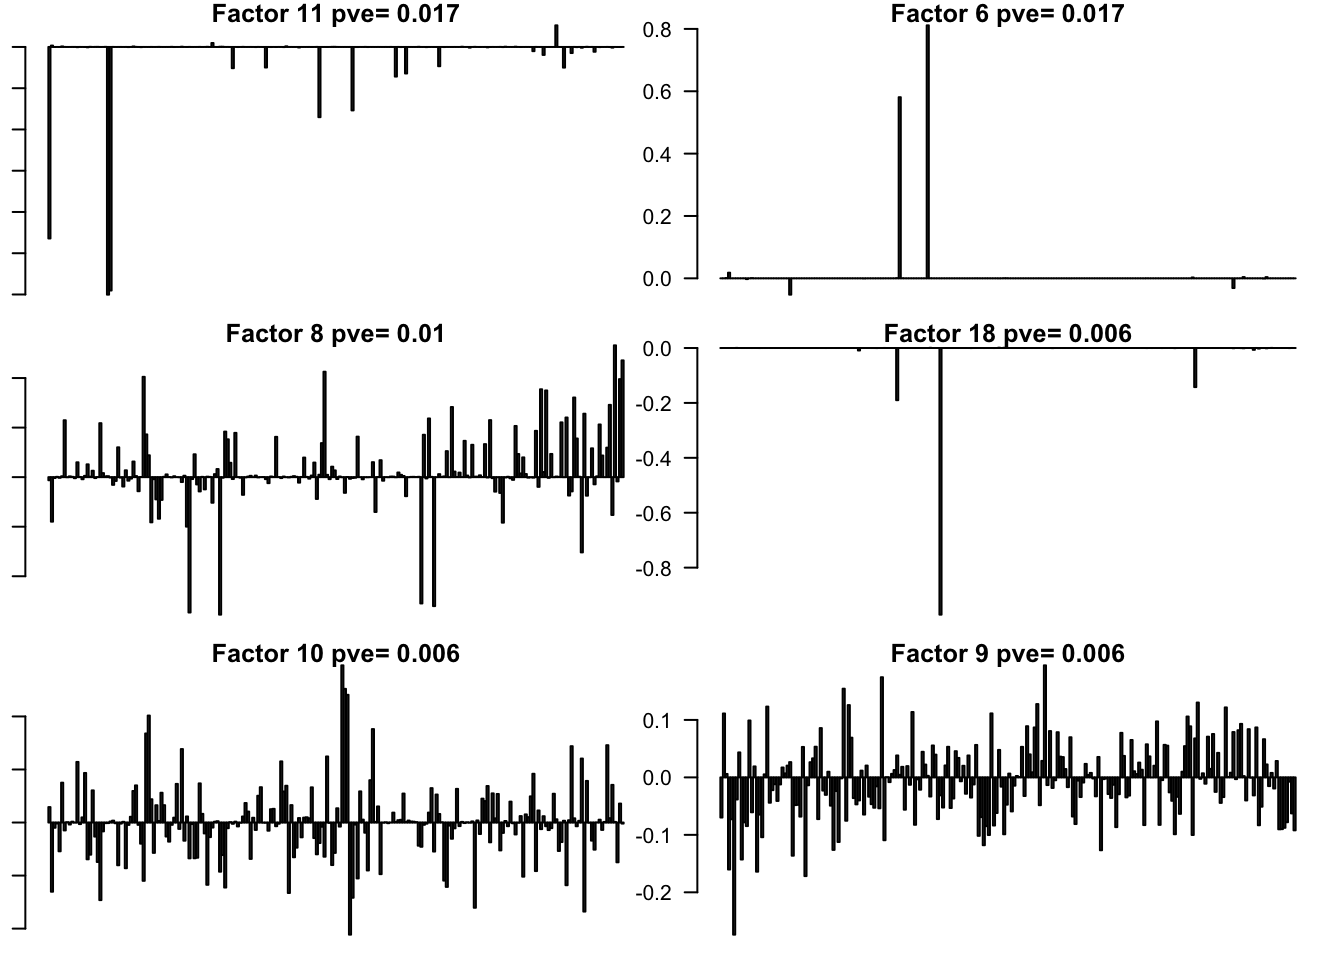 Factor 11 pve= 0.017
Factor 6 pve= 0.017
0.8
0.6
0.4
0.2
0.0
Factor 8 pve= 0.01
Factor 18 pve= 0.006
0.0
-0.2
-0.4
-0.6
-0.8
Factor 10 pve= 0.006
Factor 9 pve= 0.006
0.1
0.0
-0.1
-0.2